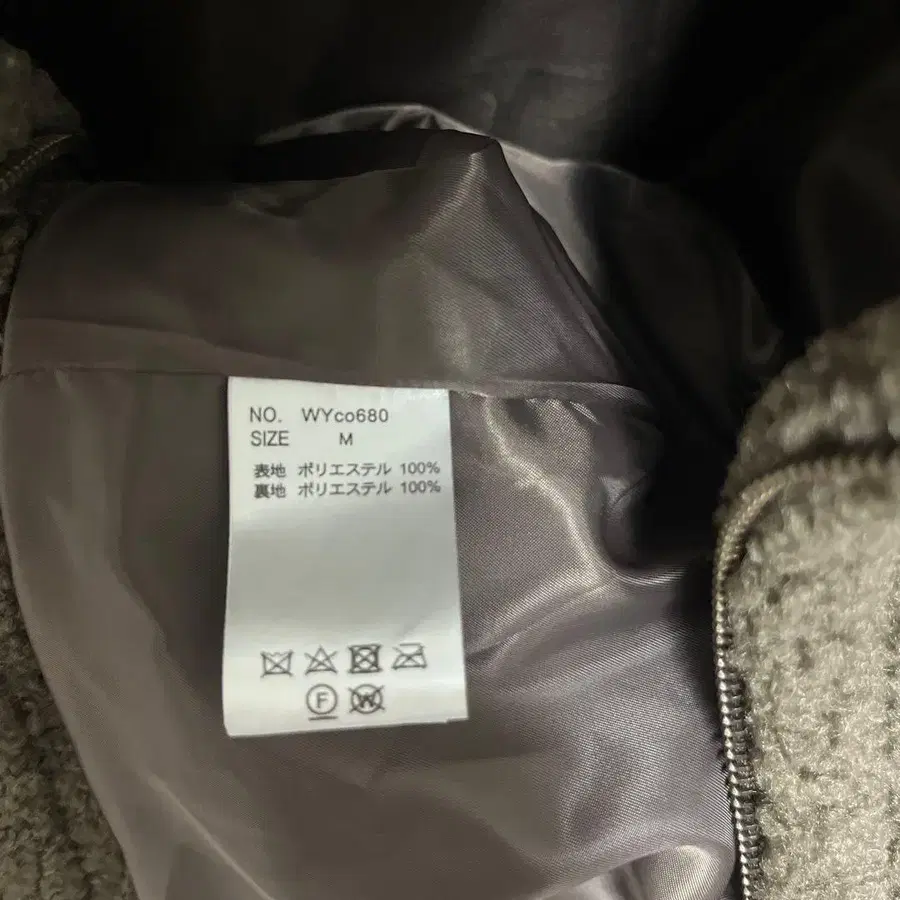 NO. WYco680
SIZE M
表地 ポリエステル 100%
裏地 ポリエステル 100%
F W